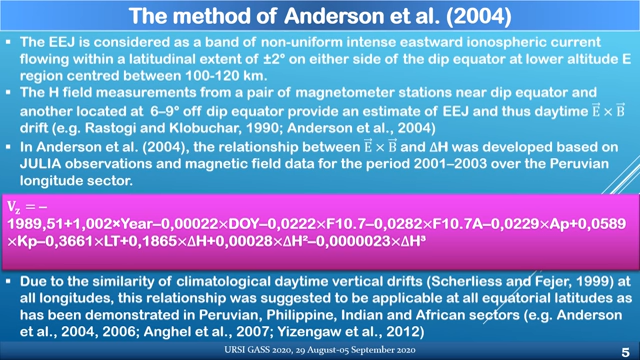 The method of Anderson et al. (2004)
▪ The EEJ is considered as a band of non-uniform intense eastward ionospheric current
flowing within a latitudinal extent of ±2° on either side of the dip equator at lower altitude E
region centred between 100-120 km.
▪ The H field measurements from a pair of magnetometer stations near dip equator and
another located at 6–9° off dip equator provide an estimate of EEJ and thus daytime E⃗ × B⃗
drift (e.g. Rastogi and Klobuchar, 1990; Anderson et al., 2004)
▪ In Anderson et al. (2004), the relationship between E⃗ × B⃗ and ΔH was developed based on
JULIA observations and magnetic field data for the period 2001–2003 over the Peruvian
longitude sector.
V_z = −
1989,51+1,002×Year–0,00022×DOY–0,0222×F10.7–0,0282×F10.7A–0,0229×Ap+0,0589
×Kp–0,3661×LT+0,1865×ΔH+0,00028×ΔH²–0,0000023×ΔH³
▪ Due to the similarity of climatological daytime vertical drifts (Scherliess and Fejer, 1999) at
all longitudes, this relationship was suggested to be applicable at all equatorial latitudes as
has been demonstrated in Peruvian, Philippine, Indian and African sectors (e.g. Anderson
et al., 2004, 2006; Anghel et al., 2007; Yizengaw et al., 2012)
URSI GASS 2020, 29 August-05 September 2020
5